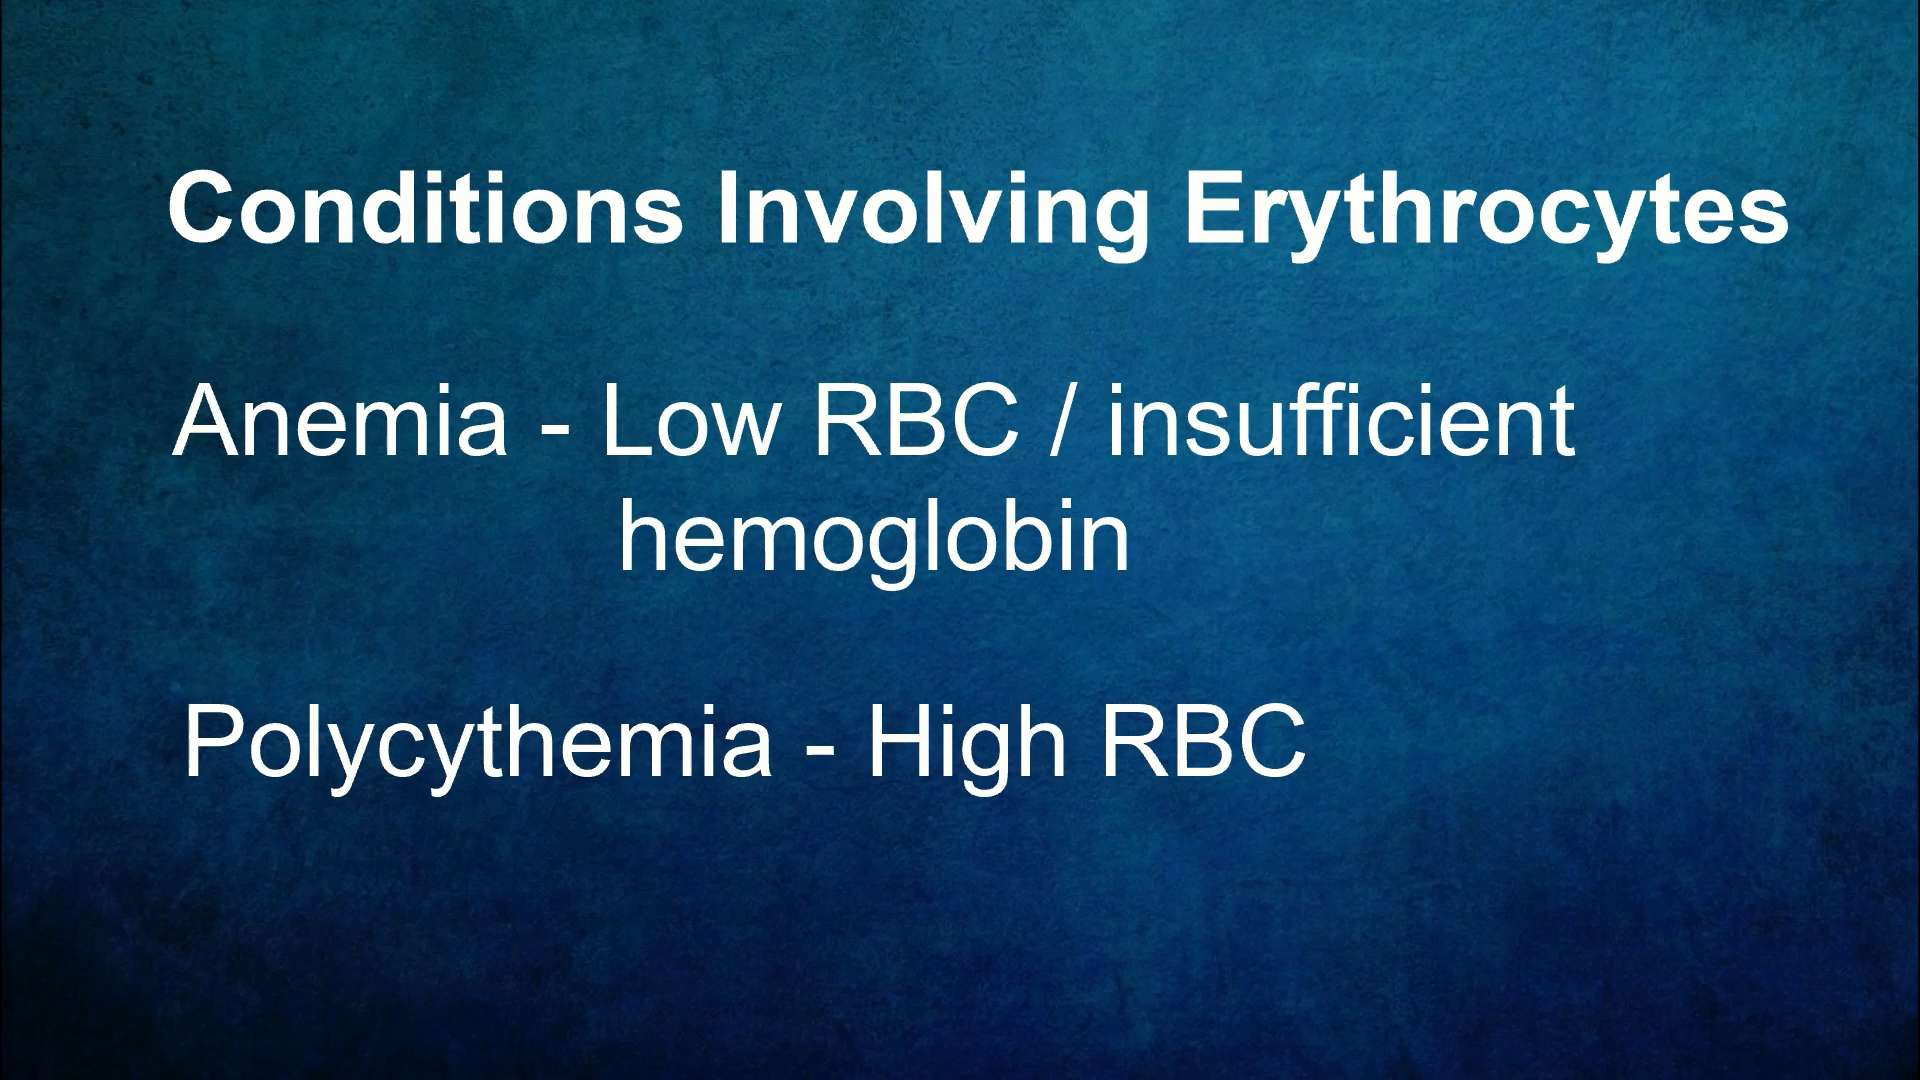 Conditions Involving Erythrocytes
Anemia - Low RBC / insufficient
hemoglobin
Polycythemia - High RBC